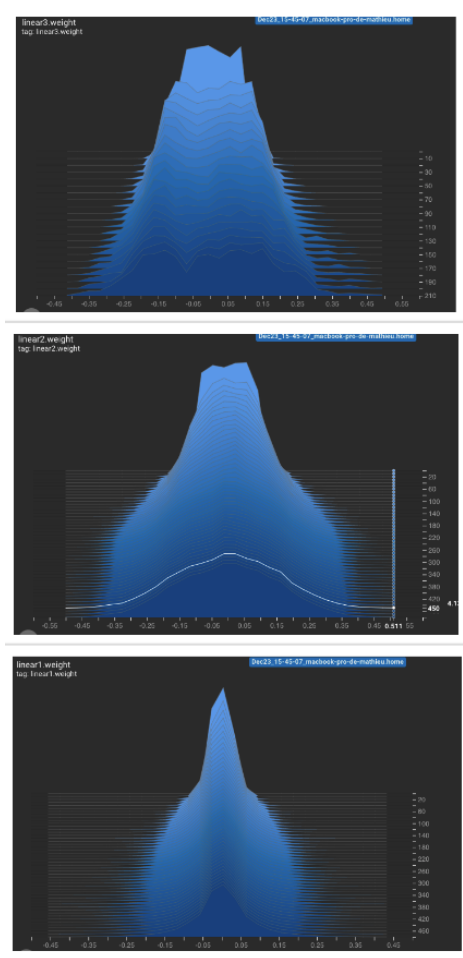 Dec23_15-45-07_macbook-pro-de-mathieu.home
linear3.weight
tag: linear3.weight
10
30
50
70
90
110
130
150
170
190
210
-0.45 -0.35 -0.25 -0.15 -0.05 0.05 0.15 0.25 0.35 0.45 0.55
Dec23_15-45-07_macbook-pro-de-mathieu.home
linear2.weight
tag: linear2.weight
20
60
100
140
180
220
260
300
340
380
420
450
-0.55 -0.45 -0.35 -0.25 -0.15 -0.05 0.05 0.15 0.25 0.35 0.45 0.511
Dec23_15-45-07_macbook-pro-de-mathieu.home
linear1.weight
tag: linear1.weight
20
60
100
140
180
220
260
300
340
380
420
460
-0.45 -0.35 -0.25 -0.15 -0.05 0.05 0.15 0.25 0.35 0.45